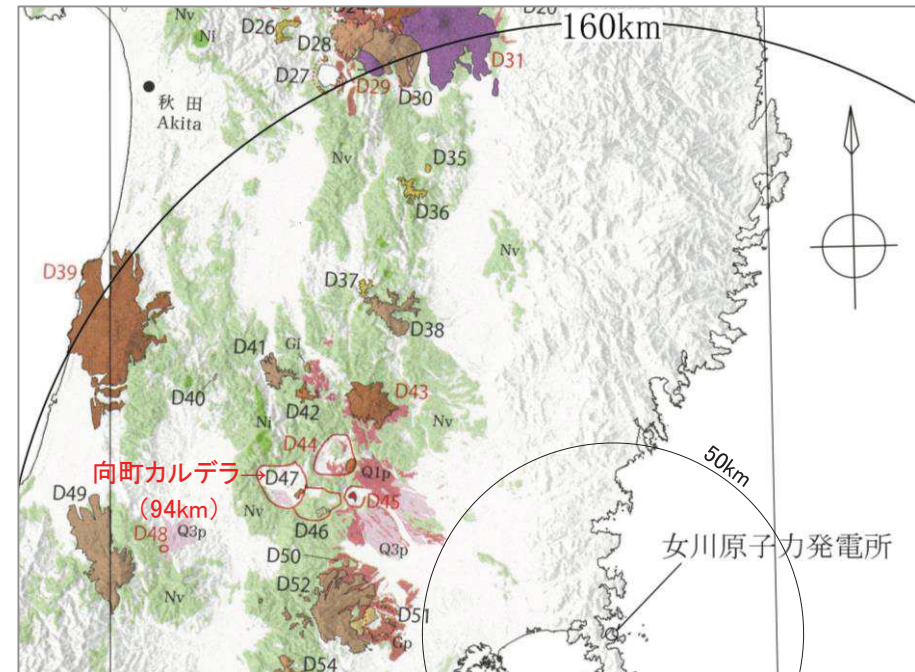 D26
Nv
Ni
D28
D27
D29
D30
D31
160km
秋 田
Akita
Nv
D35
D36
Nv
D39
D37
D38
D41
Gl
D40
D42
D43
Nv
Ni
D44
向町カルデラ
(94km)
D47
Q1p
D45
50km
D49
Nv
D46
D48
Q3p
Q3p
D50
女川原子力発電所
D52
Nv
D51
Gp
D54